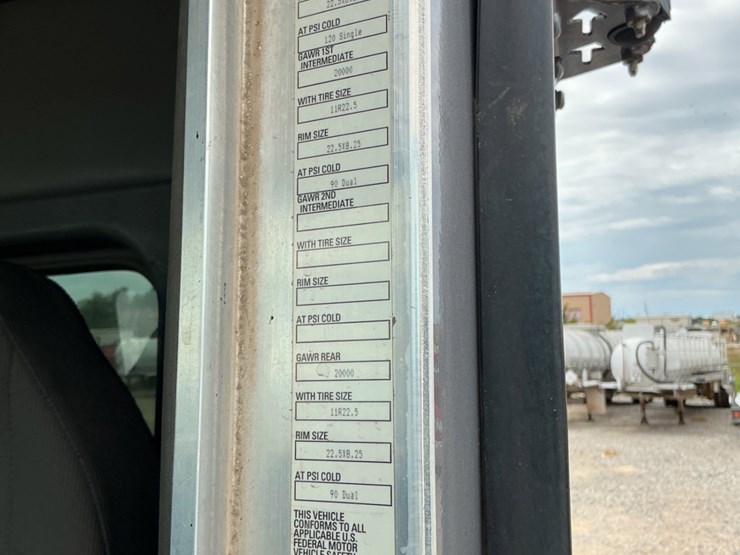 AT PSI COLD
120 Single
GAWR 1ST
INTERMEDIATE
20000
WITH TIRE SIZE
11R22.5
RIM SIZE
22.5X8.25
AT PSI COLD
90 Dual
GAWR 2ND
INTERMEDIATE
WITH TIRE SIZE
RIM SIZE
AT PSI COLD
GAWR REAR
20000
WITH TIRE SIZE
11R22.5
RIM SIZE
22.5X8.25
AT PSI COLD
90 Dual
THIS VEHICLE
CONFORMS TO ALL
APPLICABLE U.S.
FEDERAL MOTOR
VEHICLE SAFETY